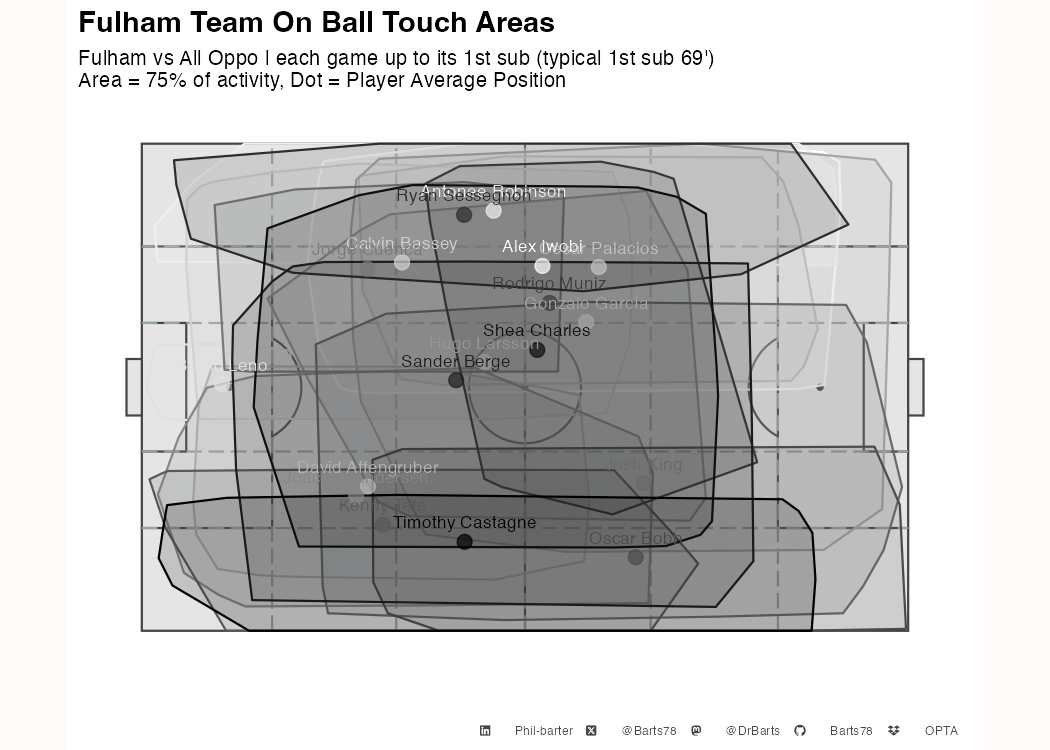 Fulham Team On Ball Touch Areas
Fulham vs All Oppo I each game up to its 1st sub (typical 1st sub 69')
Area = 75% of activity, Dot = Player Average Position
Antonee Robinson
Ryan Sessegnon
Calvin Bassey
Alex Iwobi
Palacios
Jorge Cuenca
Rodrigo Muniz
Gonzalo Garcia
Shea Charles
Hugo Larsson
Sander Berge
Leno
David Affengruber
Josh King
Kenny Tete
Timothy Castagne
Oscar Bobb
Phil-barter
@Barts78
@DrBarts
Barts78
OPTA